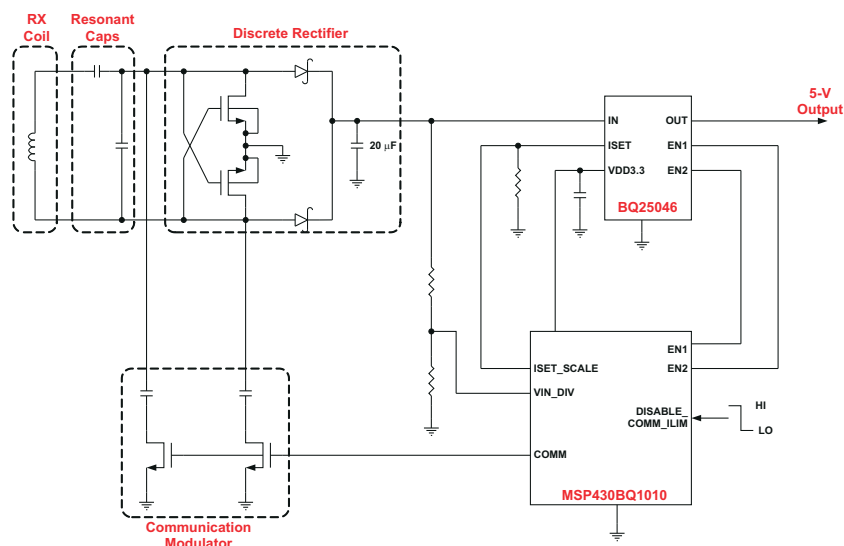 RX
Coil
Resonant
Caps
Discrete Rectifier
20 μF
IN
ISET
VDD3.3
OUT
EN1
EN2
BQ25046
5-V
Output
ISET_SCALE
VIN_DIV
COMM
EN1
EN2
DISABLE_
COMM_ILIM
HI
LO
MSP430BQ1010
Communication
Modulator